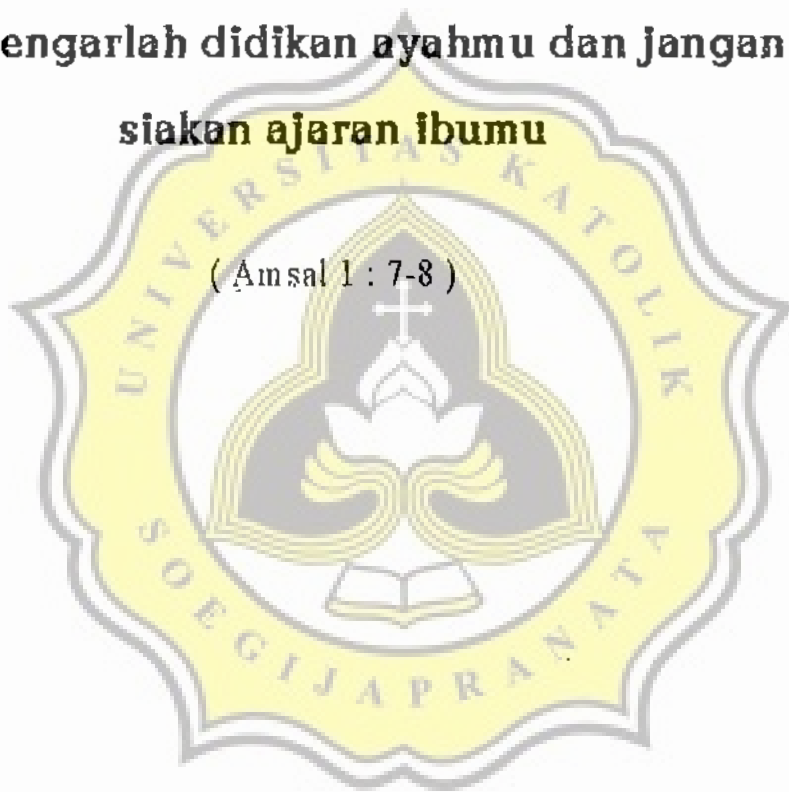 engarlah didikan ayahmu dan jangan
siakan ajaran ibumu
( Amsal 1 : 7-8 )
UNIVERSITAS KATOLIK
SOEGIJAPRANATA